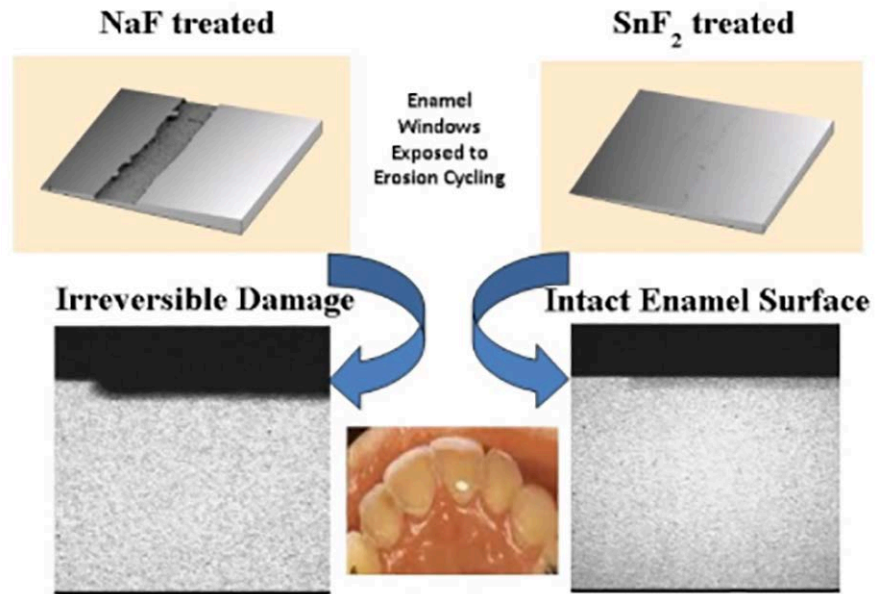 NaF treated
SnF₂ treated
Enamel
Windows
Exposed to
Erosion Cycling
Irreversible Damage
Intact Enamel Surface